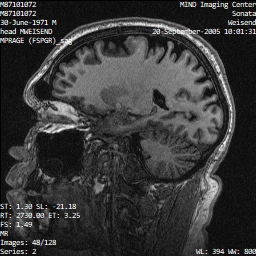 M87101072
M87101072
30-June-1971 M
head MWEISEND
MPRAGE (FSPGR)_sag
MIND Imaging Center
Sonata
Weisend
20-September-2005 10:01:31
ST: 1.30 SL: -21.18
RT: 2730.00 ET: 3.25
FS: 1.49
MR
Images: 48/128
Series: 2
WL: 394 WW: 800